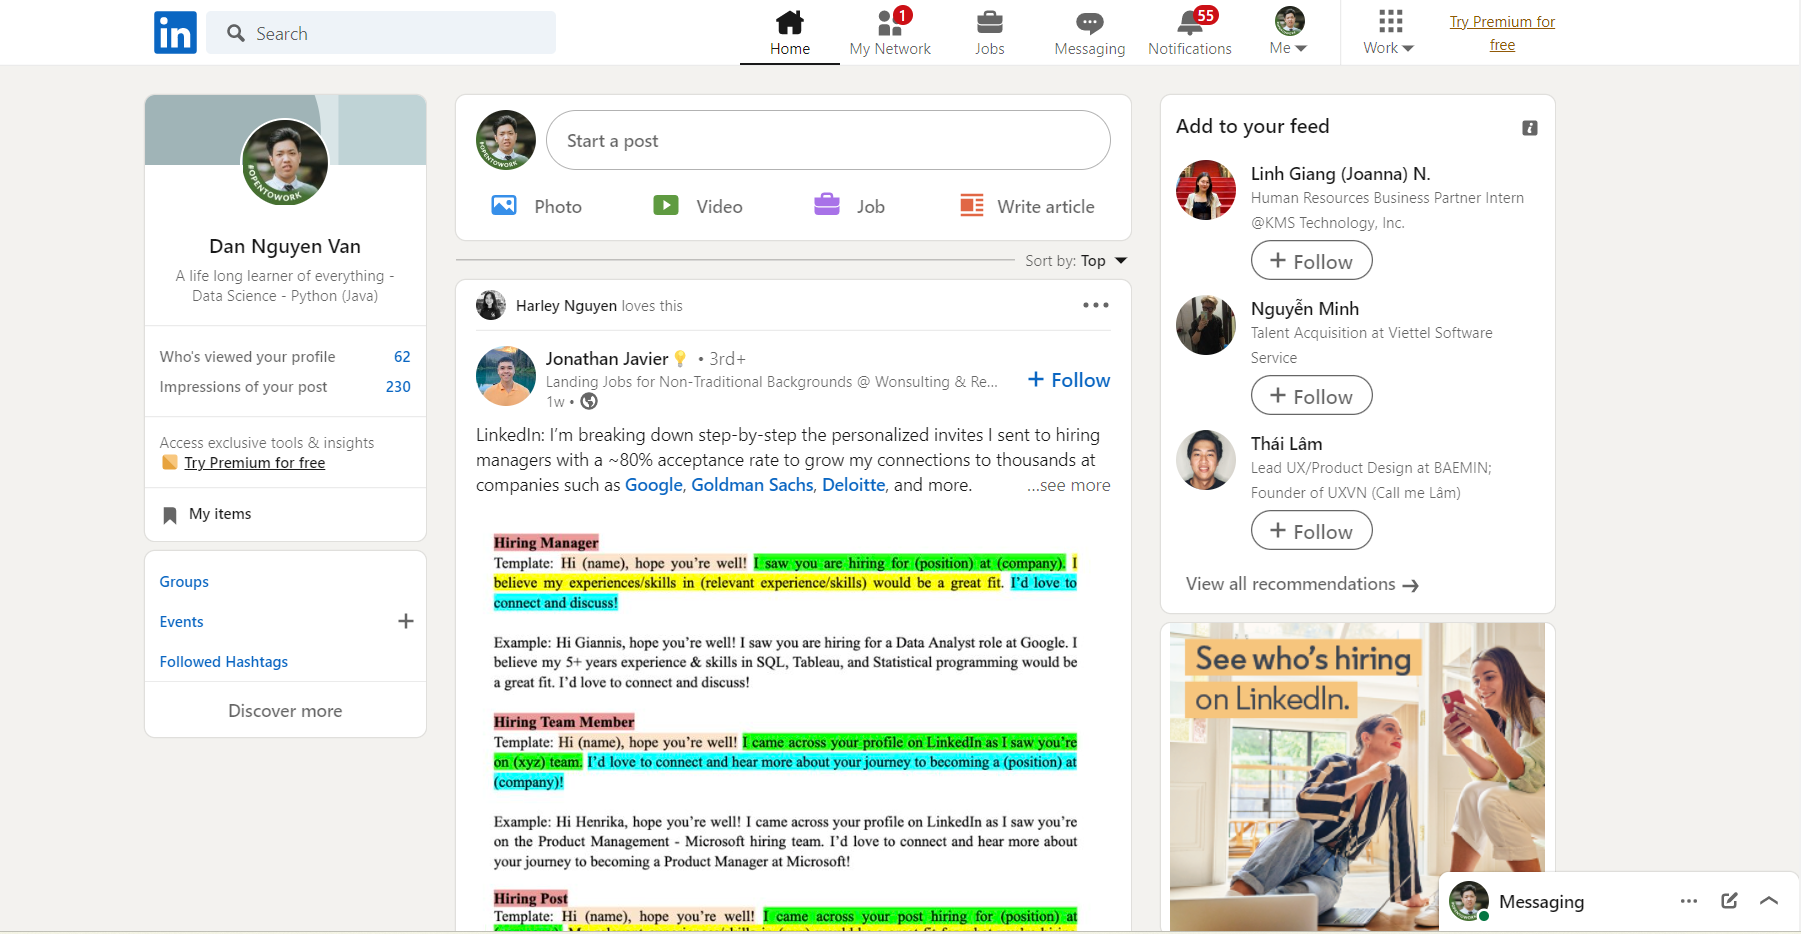 in
Search
Home
1
My Network
Jobs
Messaging
55
Notifications
Me
Work
Try Premium for
free
#OPENTOWORK
Dan Nguyen Van
A life long learner of everything -
Data Science - Python (Java)
Who's viewed your profile 62
Impressions of your post 230
Access exclusive tools & insights
Try Premium for free
My items
Groups
Events
Followed Hashtags
Discover more
#OPENTOWORK
Start a post
Photo
Video
Job
Write article
Sort by: Top
Harley Nguyen loves this
Jonathan Javier • 3rd+
Landing Jobs for Non-Traditional Backgrounds @ Wonsulting & Re...
1w •
+ Follow
LinkedIn: I'm breaking down step-by-step the personalized invites I sent to hiring
managers with a ~80% acceptance rate to grow my connections to thousands at
companies such as Google, Goldman Sachs, Deloitte, and more. ...see more
Hiring Manager
Template: Hi (name), hope you're well! I saw you are hiring for (position) at (company). I
believe my experiences/skills in (relevant experience/skills) would be a great fit. I'd love to
connect and discuss!
Example: Hi Giannis, hope you're well! I saw you are hiring for a Data Analyst role at Google. I
believe my 5+ years experience & skills in SQL, Tableau, and Statistical programming would be
a great fit. I'd love to connect and discuss!
Hiring Team Member
Template: Hi (name), hope you're well! I came across your profile on LinkedIn as I saw you're
on (xyz) team. I'd love to connect and hear more about your journey to becoming a (position) at
(company)!
Example: Hi Henrika, hope you're well! I came across your profile on LinkedIn as I saw you're
on the Product Management - Microsoft hiring team. I'd love to connect and hear more about
your journey to becoming a Product Manager at Microsoft!
Hiring Post
Template: Hi (name), hope you're well! I came across your post hiring for (position) at
Add to your feed
Linh Giang (Joanna) N.
Human Resources Business Partner Intern
@KMS Technology, Inc.
+ Follow
Nguyễn Minh
Talent Acquisition at Viettel Software
Service
+ Follow
Thái Lâm
Lead UX/Product Design at BAEMIN;
Founder of UXVN (Call me Lâm)
+ Follow
View all recommendations →
See who's hiring
on LinkedIn.
Messaging